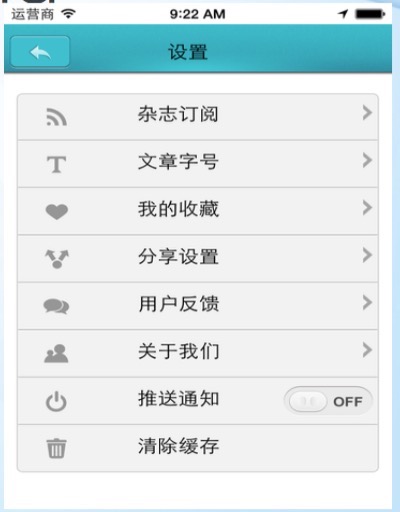 运营商 9:22 AM
设置
杂志订阅
T 文章字号
我的收藏
分享设置
用户反馈
关于我们
推送通知 OFF
清除缓存